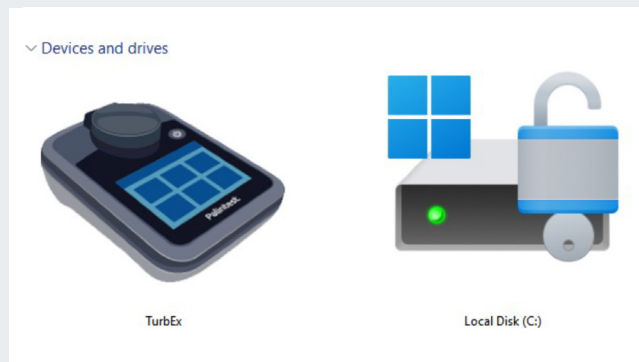 Devices and drives
Palintest
TurbEx
Local Disk (C:)